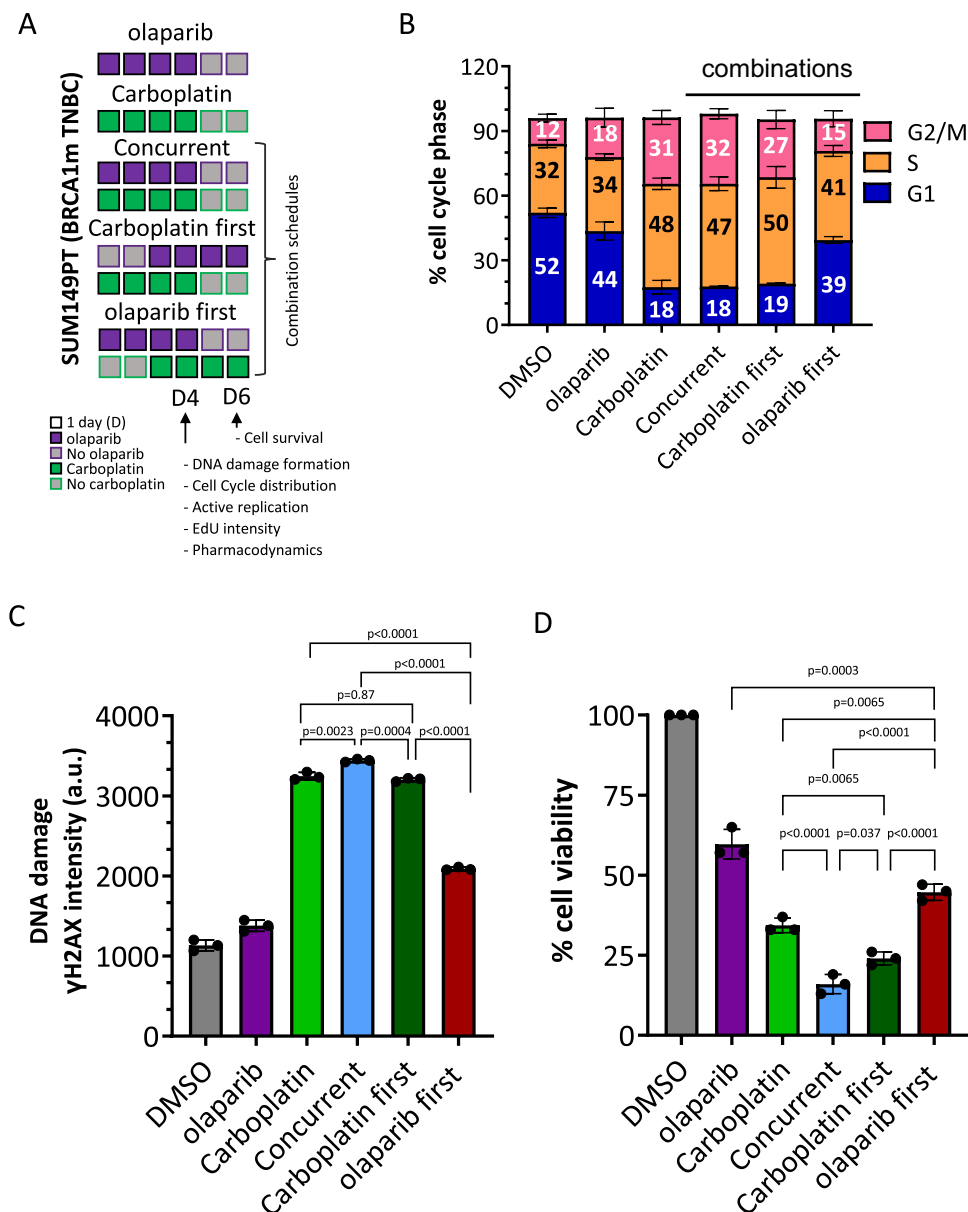 A
SUM149PT (BRCA1m TNBC)
olaparib
Carboplatin
Concurrent
Carboplatin first
olaparib first
Combination schedules
D4
D6
1 day (D)
olaparib
No olaparib
Carboplatin
No carboplatin
- Cell survival
- DNA damage formation
- Cell Cycle distribution
- Active replication
- EdU intensity
- Pharmacodynamics
B
combinations
% cell cycle phase
120
90
60
30
0
12
18
31
32
27
15
32
34
48
47
50
41
52
44
18
18
19
39
G2/M
S
G1
DMSO
olaparib
Carboplatin
Concurrent
Carboplatin first
olaparib first
C
DNA damage
γH2AX intensity (a.u.)
4000
3000
2000
1000
0
p<0.0001
p<0.0001
p=0.87
p=0.0023
p=0.0004
p<0.0001
DMSO
olaparib
Carboplatin
Concurrent
Carboplatin first
olaparib first
D
% cell viability
100
75
50
25
0
p=0.0003
p=0.0065
p<0.0001
p=0.0065
p<0.0001
p=0.037
p<0.0001
DMSO
olaparib
Carboplatin
Concurrent
Carboplatin first
olaparib first